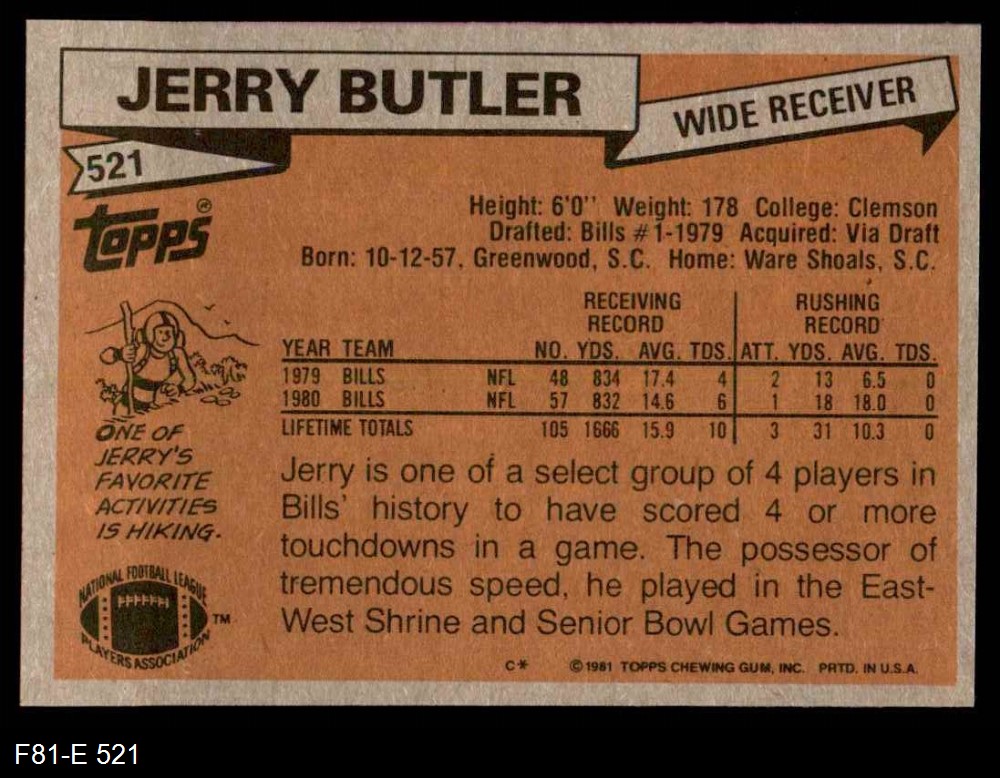 JERRY BUTLER
WIDE RECEIVER
521
Topps®
Height: 6'0'' Weight: 178 College: Clemson
Drafted: Bills #1-1979 Acquired: Via Draft
Born: 10-12-57, Greenwood, S.C. Home: Ware Shoals, S.C.
RECEIVING RECORD
RUSHING RECORD
YEAR TEAM NO. YDS. AVG. TDS. ATT. YDS. AVG. TDS.
1979 BILLS NFL 48 834 17.4 4 2 13 6.5 0
1980 BILLS NFL 57 832 14.6 6 1 18 18.0 0
LIFETIME TOTALS 105 1666 15.9 10 3 31 10.3 0
ONE OF
JERRY'S
FAVORITE
ACTIVITIES
IS HIKING.
Jerry is one of a select group of 4 players in
Bills' history to have scored 4 or more
touchdowns in a game. The possessor of
tremendous speed, he played in the East-
West Shrine and Senior Bowl Games.
NATIONAL FOOTBALL LEAGUE
PLAYERS ASSOCIATION
TM
C* ©1981 TOPPS CHEWING GUM, INC. PRTD. IN U.S.A.
F81-E 521